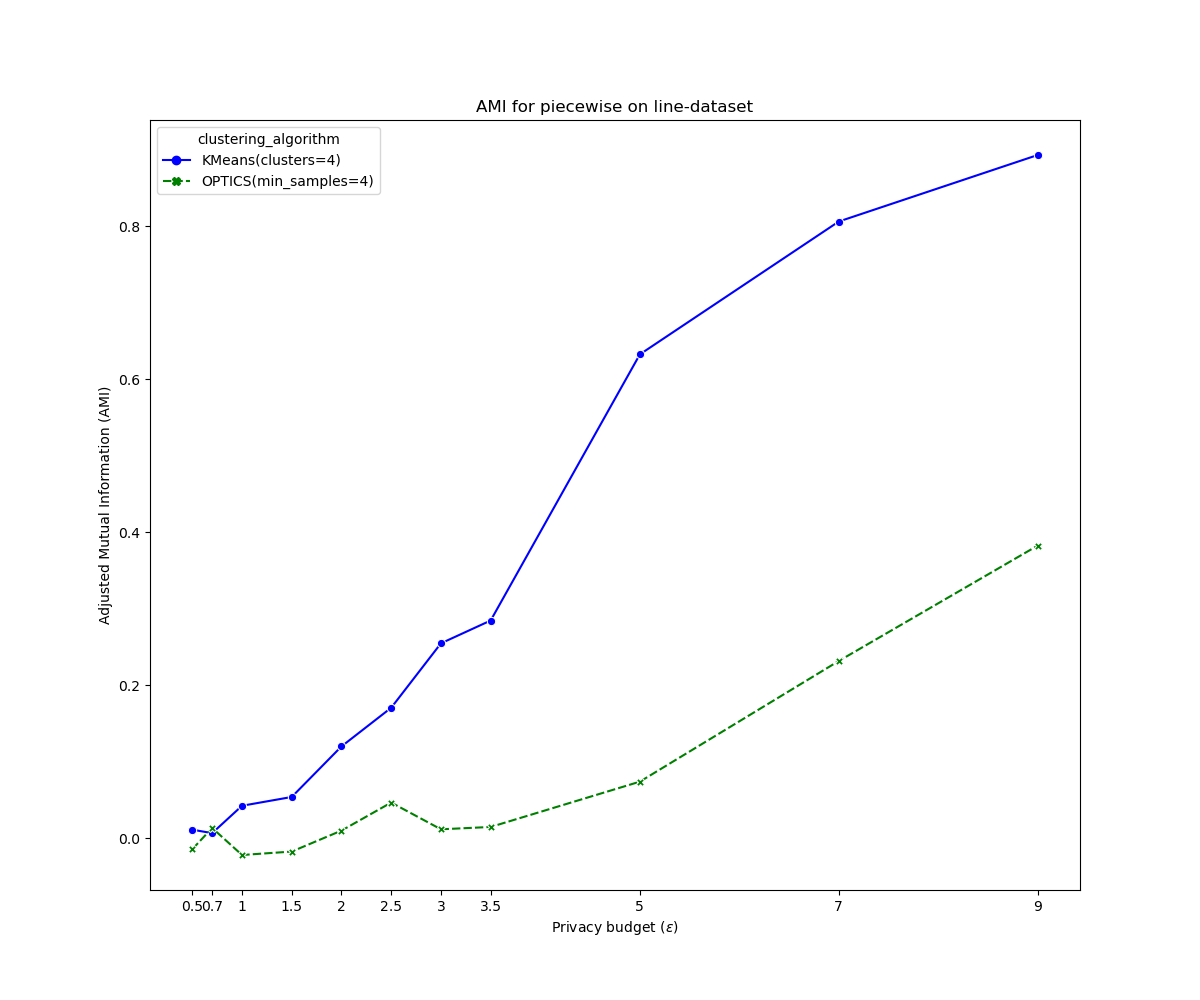 AMI for piecewise on line-dataset
clustering_algorithm
KMeans(clusters=4)
OPTICS(min_samples=4)
Adjusted Mutual Information (AMI)
0.8
0.6
0.4
0.2
0.0
0.5 0.7 1 1.5 2 2.5 3 3.5 5 7 9
Privacy budget (ε)